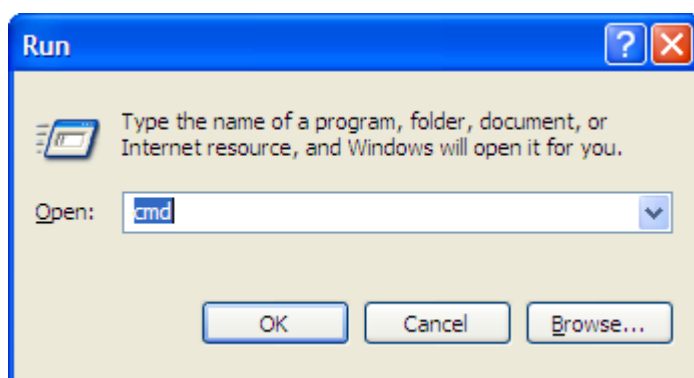 Run
Type the name of a program, folder, document, or
Internet resource, and Windows will open it for you.
Open: cmd
OK Cancel Browse...